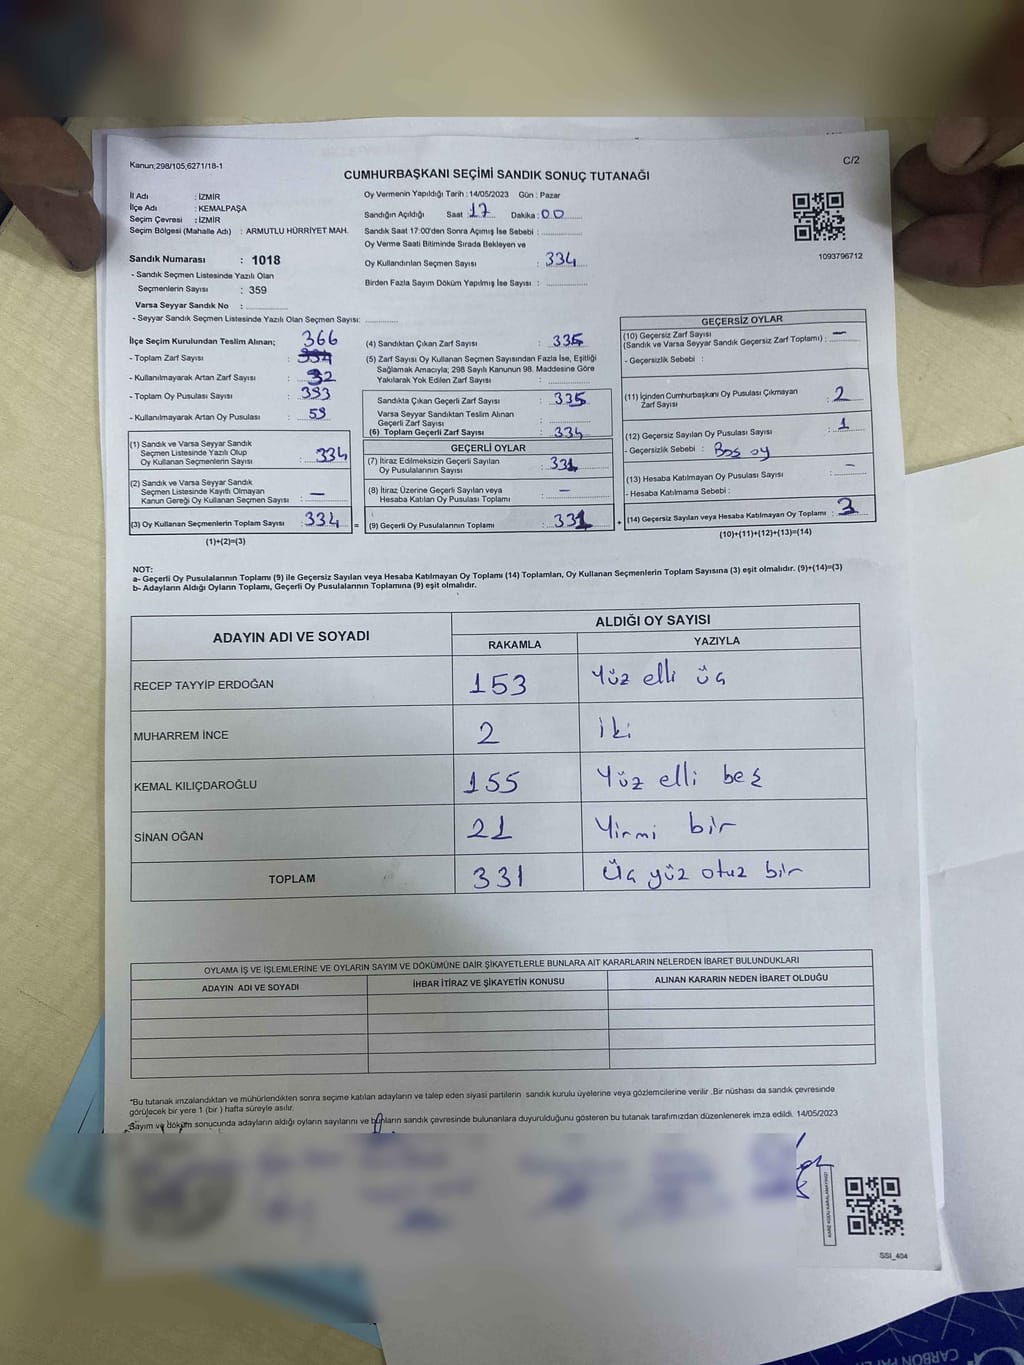 Kanun;298/105;6271/18-1
C/2
CUMHURBAŞKANI SEÇİMİ SANDIK SONUÇ TUTANAĞI
İl Adı : İZMİR
İlçe Adı : KEMALPAŞA
Seçim Çevresi : İZMİR
Seçim Bölgesi (Mahalle Adı) : ARMUTLU HÜRRİYET MAH.
Sandık Numarası : 1018
- Sandık Seçmen Listesinde Yazılı Olan
Seçmenlerin Sayısı : 359
Varsa Seyyar Sandık No : ..............
- Seyyar Sandık Seçmen Listesinde Yazılı Olan Seçmen Sayısı: ............
Oy Vermenin Yapıldığı Tarih : 14/05/2023 Gün : Pazar
Sandığın Açıldığı Saat : 17 Dakika : 00
Sandık Saat 17:00'den Sonra Açımış İse Sebebi : ..............
Oy Verme Saati Bitiminde Sırada Bekleyen ve
Oy Kullandırılan Seçmen Sayısı : 334
Birden Fazla Sayım Döküm Yapılmış İse Sayısı : ..............
1093796712
İlçe Seçim Kurulundan Teslim Alınan; 366
- Toplam Zarf Sayısı :
- Kullanılmayarak Artan Zarf Sayısı : 32
- Toplam Oy Pusulası Sayısı : 393
- Kullanılmayarak Artan Oy Pusulası : 59
(1) Sandık ve Varsa Seyyar Sandık
Seçmen Listesinde Yazılı Olup
Oy Kullanan Seçmenlerin Sayısı : 334
(2) Sandık ve Varsa Seyyar Sandık
Seçmen Listesinde Kayıtlı Olmayan
Kanun Gereği Oy Kullanan Seçmen Sayısı : —
(3) Oy Kullanan Seçmenlerin Toplam Sayısı : 334 =
(1)+(2)=(3)
(4) Sandıktan Çıkan Zarf Sayısı : 335
(5) Zarf Sayısı Oy Kullanan Seçmen Sayısından Fazla İse, Eşitliği
Sağlamak Amacıyla; 298 Sayılı Kanunun 98. Maddesine Göre
Yakılarak Yok Edilen Zarf Sayısı : ..............
Sandıkta Çıkan Geçerli Zarf Sayısı : 335
Varsa Seyyar Sandıktan Teslim Alınan
Geçerli Zarf Sayısı : ..............
(6) Toplam Geçerli Zarf Sayısı : 334
GEÇERLİ OYLAR
(7) İtiraz Edilmeksizin Geçerli Sayılan
Oy Pusulalarının Sayısı : 331
(8) İtiraz Üzerine Geçerli Sayılan veya
Hesaba Katılan Oy Pusulası Toplamı : —
(9) Geçerli Oy Pusulalarının Toplamı : 331 +
GEÇERSİZ OYLAR
(10) Geçersiz Zarf Sayısı
(Sandık ve Varsa Seyyar Sandık Geçersiz Zarf Toplamı) : —
- Geçersizlik Sebebi :
(11) İçinden Cumhurbaşkanı Oy Pusulası Çıkmayan
Zarf Sayısı : 2
(12) Geçersiz Sayılan Oy Pusulası Sayısı : 1
- Geçersizlik Sebebi : Boş oy
(13) Hesaba Katılmayan Oy Pusulası Sayısı : —
- Hesaba Katılmama Sebebi :
(14) Geçersiz Sayılan veya Hesaba Katılmayan Oy Toplamı : 3
(10)+(11)+(12)+(13)=(14)
NOT:
a- Geçerli Oy Pusulalarının Toplamı (9) ile Geçersiz Sayılan veya Hesaba Katılmayan Oy Toplamı (14) Toplamları, Oy Kullanan Seçmenlerin Toplam Sayısına (3) eşit olmalıdır. (9)+(14)=(3)
b- Adayların Aldığı Oyların Toplamı, Geçerli Oy Pusulalarının Toplamına (9) eşit olmalıdır.
ADAYIN ADI VE SOYADI ALDIĞI OY SAYISI
RAKAMLA YAZIYLA
RECEP TAYYİP ERDOĞAN 153 Yüz elli üç
MUHARREM İNCE 2 iki
KEMAL KILIÇDAROĞLU 155 Yüz elli beş
SİNAN OĞAN 21 Yirmi bir
TOPLAM 331 Üç yüz otuz bir
OYLAMA İŞ VE İŞLEMLERİNE VE OYLARIN SAYIM VE DÖKÜMÜNE DAİR ŞİKAYETLERLE BUNLARA AİT KARARLARIN NELERDEN İBARET BULUNDUKLARI
ADAYIN ADI VE SOYADI İHBAR İTİRAZ VE ŞİKAYETİN KONUSU ALINAN KARARIN NEDEN İBARET OLDUĞU
*Bu tutanak imzalandıktan ve mühürlendikten sonra seçime katılan adayların ve talep eden siyasi partilerin sandık kurulu üyelerine veya gözlemcilerine verilir .Bir nüshası da sandık çevresinde
görülecek bir yere 1 (bir ) hafta süreyle asılır.
Sayım ve döküm sonucunda adayların aldığı oyların sayılarını ve bunların sandık çevresinde bulunanlara duyurulduğunu gösteren bu tutanak tarafımızdan düzenlenerek imza edildi. 14/05/2023
KARE KODU KARALAMAYINIZ!
SSI_404
CARBON